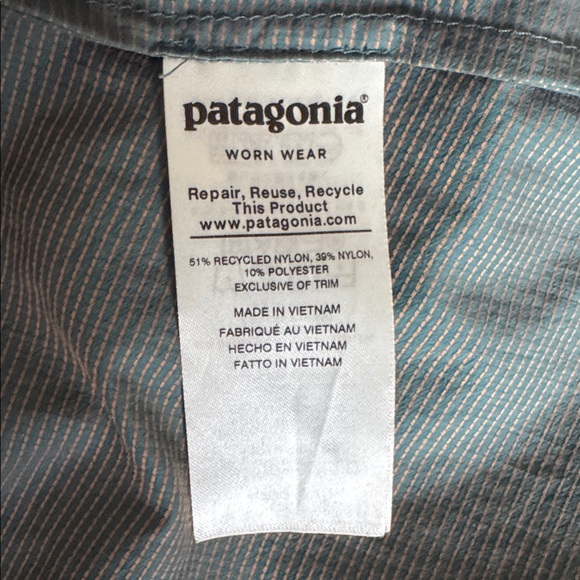 patagonia®
WORN WEAR
Repair, Reuse, Recycle
This Product
www.patagonia.com
51% RECYCLED NYLON, 39% NYLON,
10% POLYESTER
EXCLUSIVE OF TRIM
MADE IN VIETNAM
FABRIQUÉ AU VIETNAM
HECHO EN VIETNAM
FATTO IN VIETNAM